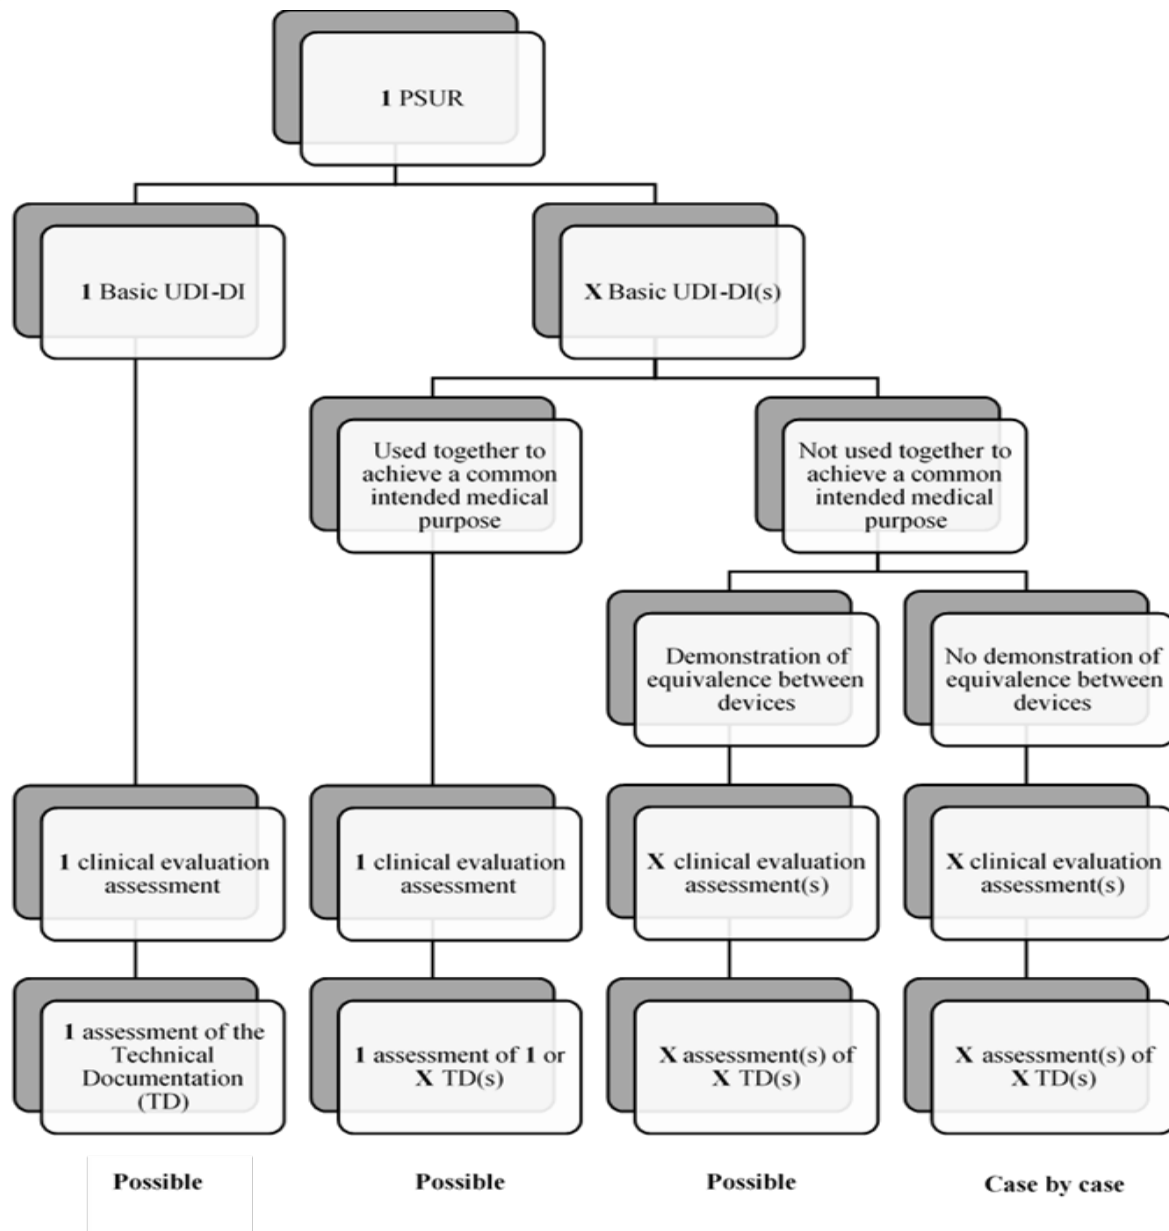 1 PSUR
1 Basic UDI-DI
X Basic UDI-DI(s)
Used together to
achieve a common
intended medical
purpose
Not used together to
achieve a common
intended medical
purpose
Demonstration of
equivalence between
devices
No demonstration of
equivalence between
devices
1 clinical evaluation
assessment
1 clinical evaluation
assessment
X clinical evaluation
assessment(s)
X clinical evaluation
assessment(s)
1 assessment of the
Technical
Documentation
(TD)
1 assessment of 1 or
X TD(s)
X assessment(s) of
X TD(s)
X assessment(s) of
X TD(s)
Possible
Possible
Possible
Case by case